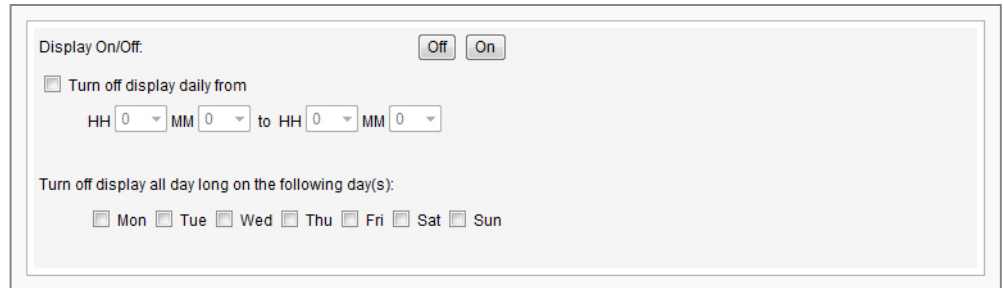 Display On/Off: Off On
Turn off display daily from
HH 0 MM 0 to HH 0 MM 0
Turn off display all day long on the following day(s):
Mon Tue Wed Thu Fri Sat Sun